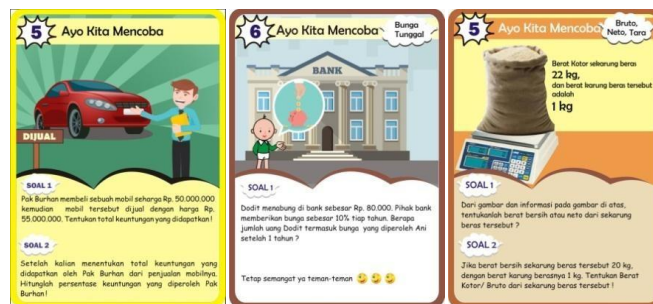 5
Ayo Kita Mencoba
DIJUAL
SOAL 1
Pak Burhan membeli sebuah mobil seharga Rp. 50.000.000
kemudian mobil tersebut dijual dengan harga Rp.
55.000.000. Tentukan total keuntungan yang didapatkan!
SOAL 2
Setelah kalian menentukan total keuntungan yang
didapatkan oleh Pak Burhan dari penjualan mobilnya.
Hitunglah persentase keuntungan yang diperoleh Pak
Burhan!
6
Ayo Kita Mencoba
Bunga
Tunggal
BANK
SOAL 1
Dodit menabung di bank sebesar Rp. 80.000. Pihak bank
memberikan bunga sebesar 10% tiap tahun. Berapa
jumlah uang Dodit termasuk bunga yang diperoleh Ani
setelah 1 tahun ?
Tetap semangat ya teman-teman
5
Ayo Kita Mencoba
Bruto,
Neto, Tara
Berat Kotor sekarung beras
22 kg,
dan berat karung beras tersebut
adalah
1 kg
SOAL 1
Dari gambar dan informasi pada gambar di atas,
tentukanlah berat bersih atau neto dari sekarung
beras tersebut ?
SOAL 2
Jika berat bersih sekarung beras tersebut 20 kg,
dengan berat karung berasnya 1 kg. Tentukan Berat
Kotor/ Bruto dari sekarung beras tersebut !